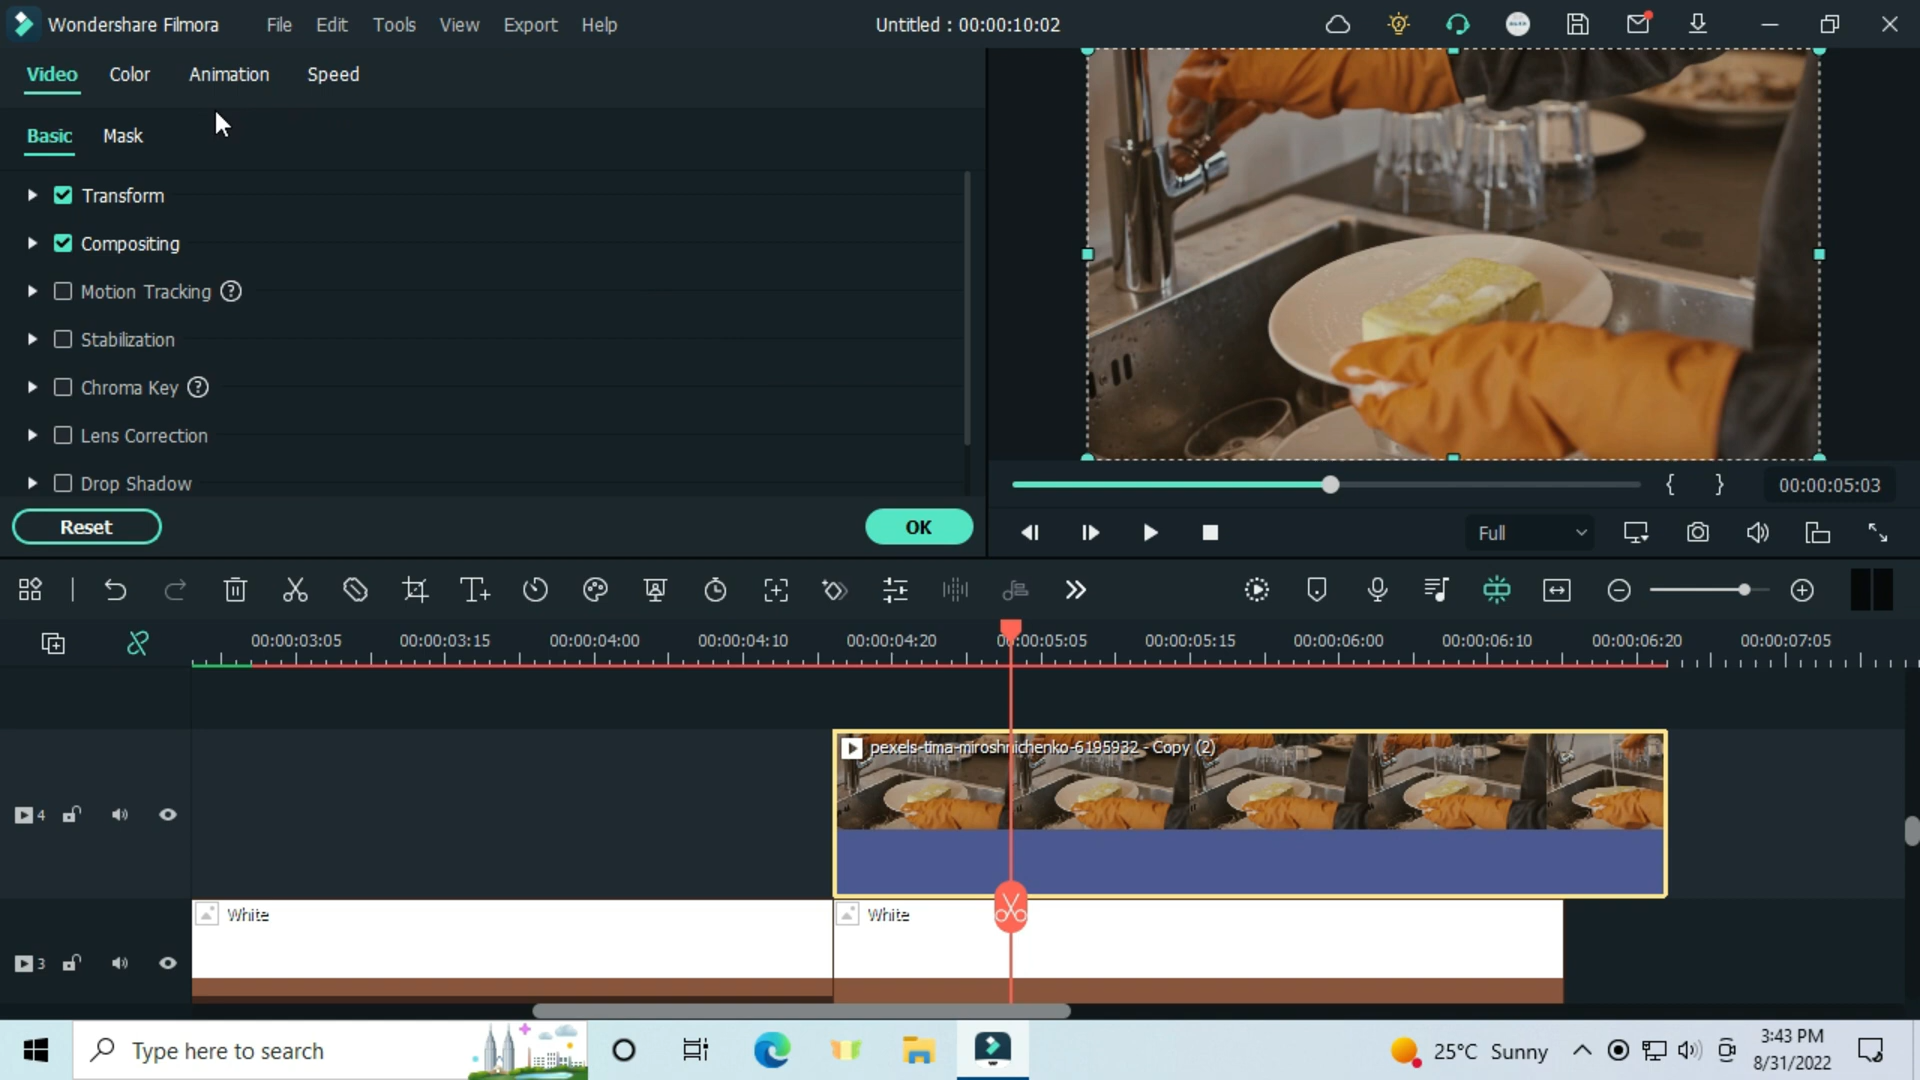 Wondershare Filmora File Edit Tools View Export Help Untitled : 00:00:10:02
Video Color Animation Speed
Basic Mask
Transform
Compositing
Motion Tracking ?
Stabilization
Chroma Key ?
Lens Correction
Drop Shadow
Reset OK
{ } 00:00:05:03
Full
00:00:03:05 00:00:03:15 00:00:04:00 00:00:04:10 00:00:04:20 00:00:05:05 00:00:05:15 00:00:06:00 00:00:06:10 00:00:06:20 00:00:07:05
pexels-tima-miroshnichenko-6195932 - Copy (2)
4
White White
3
Type here to search
25°C Sunny
3:43 PM
8/31/2022